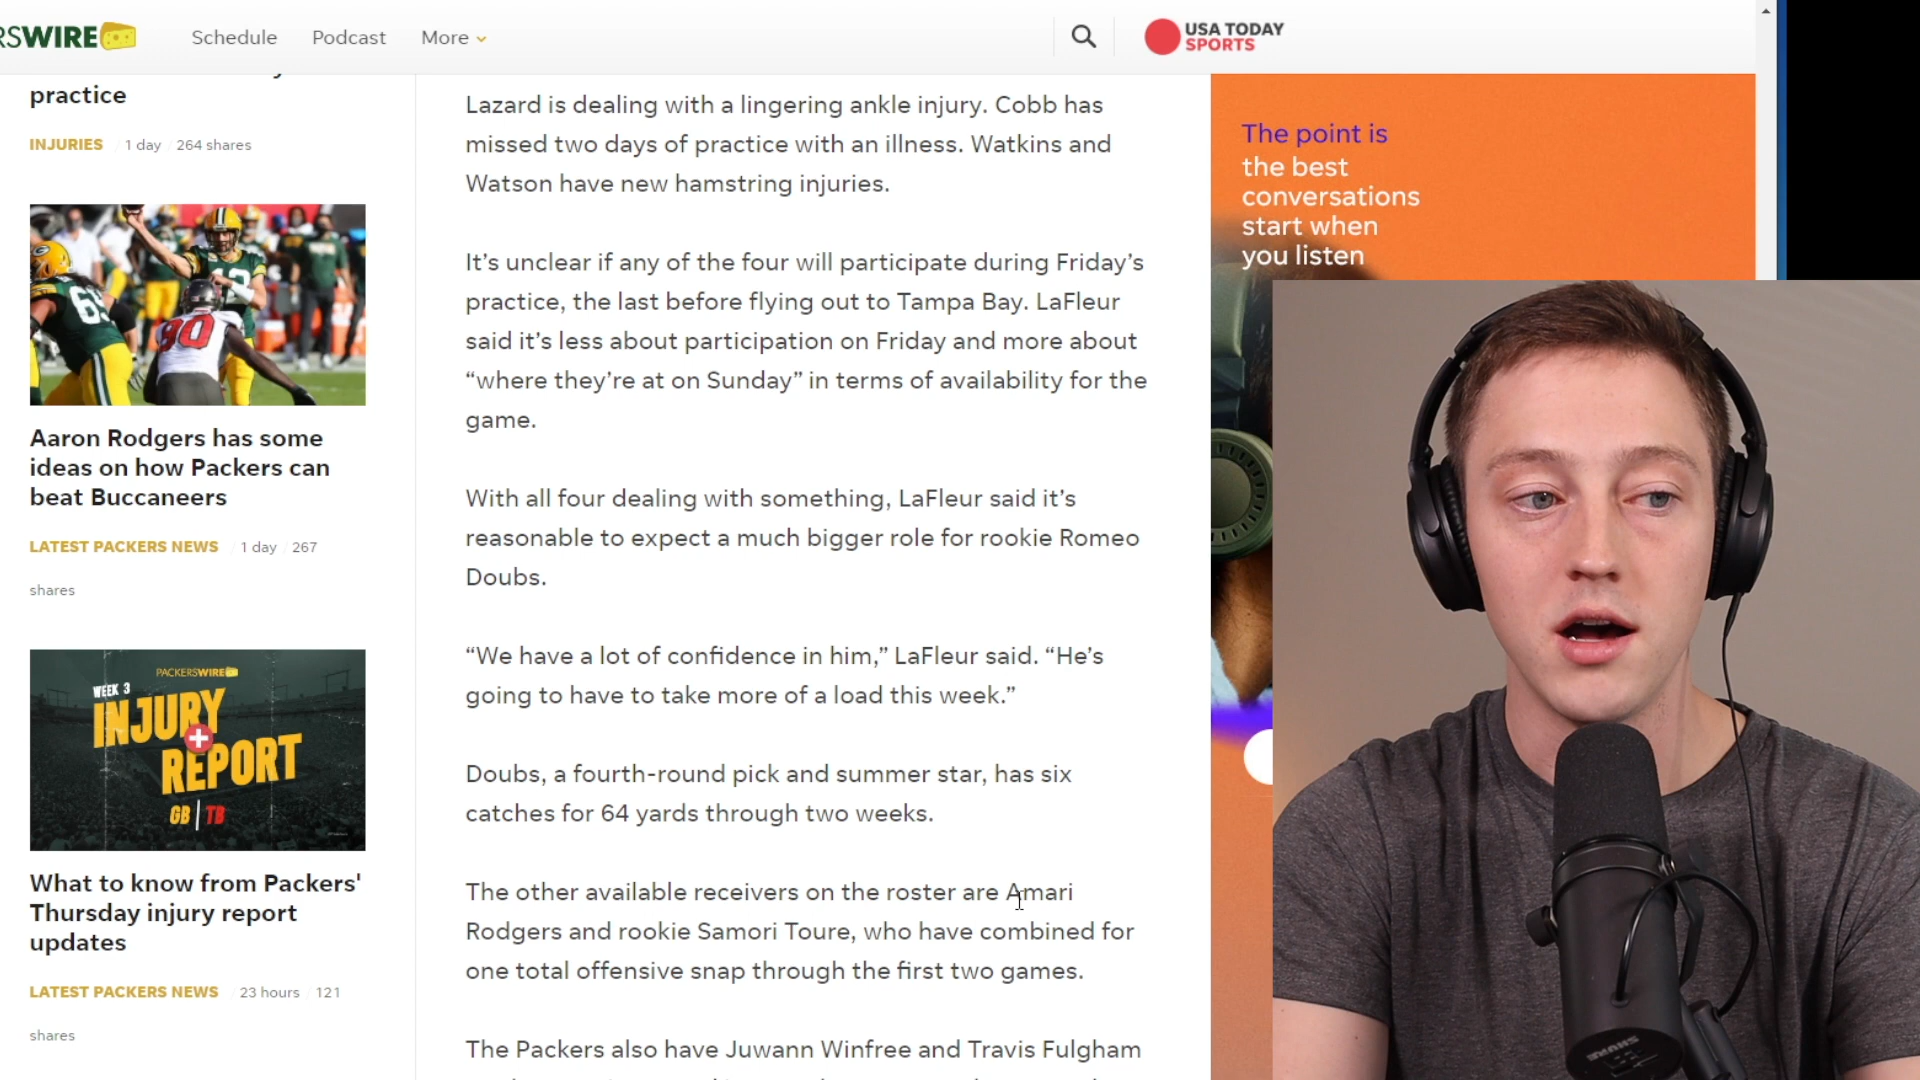 RSWIRE
Schedule
Podcast
More
USA TODAY
SPORTS
practice
INJURIES / 1 day / 264 shares
Aaron Rodgers has some
ideas on how Packers can
beat Buccaneers
LATEST PACKERS NEWS / 1 day / 267
shares
PACKERSWIRE
WEEK 3
INJURY
REPORT
GB | TB
What to know from Packers'
Thursday injury report
updates
LATEST PACKERS NEWS / 23 hours / 121
shares
Lazard is dealing with a lingering ankle injury. Cobb has
missed two days of practice with an illness. Watkins and
Watson have new hamstring injuries.
It’s unclear if any of the four will participate during Friday’s
practice, the last before flying out to Tampa Bay. LaFleur
said it’s less about participation on Friday and more about
“where they’re at on Sunday” in terms of availability for the
game.
With all four dealing with something, LaFleur said it’s
reasonable to expect a much bigger role for rookie Romeo
Doubs.
“We have a lot of confidence in him,” LaFleur said. “He’s
going to have to take more of a load this week.”
Doubs, a fourth-round pick and summer star, has six
catches for 64 yards through two weeks.
The other available receivers on the roster are Amari
Rodgers and rookie Samori Toure, who have combined for
one total offensive snap through the first two games.
The Packers also have Juwann Winfree and Travis Fulgham
The point is
the best
conversations
start when
you listen
SHURE